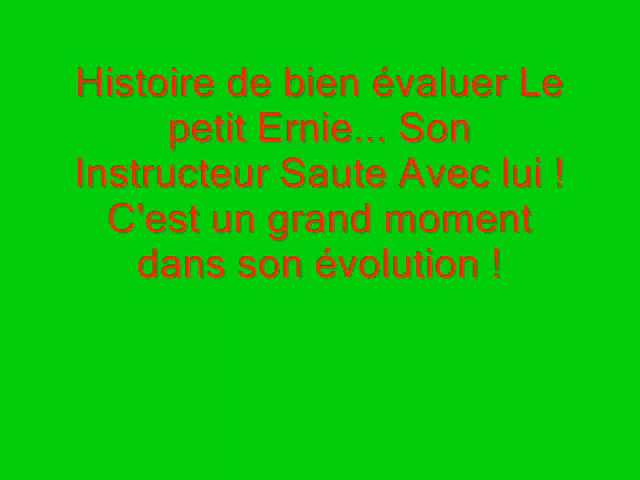 Histoire de bien évaluer Le
petit Ernie... Son
Instructeur Saute Avec lui !
C'est un grand moment
dans son évolution !